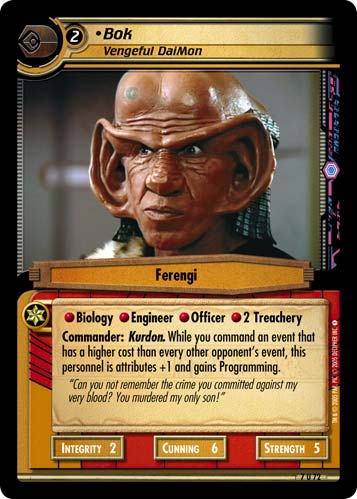 2
•Bok
Vengeful DaiMon
Ferengi
Biology Engineer Officer 2 Treachery
Commander: Kurdon. While you command an event that
has a higher cost than every other opponent's event, this
personnel is attributes +1 and gains Programming.
"Can you not remember the crime you committed against my
very blood? You murdered my only son!"
INTEGRITY 2 CUNNING 6 STRENGTH 5
7 U 72